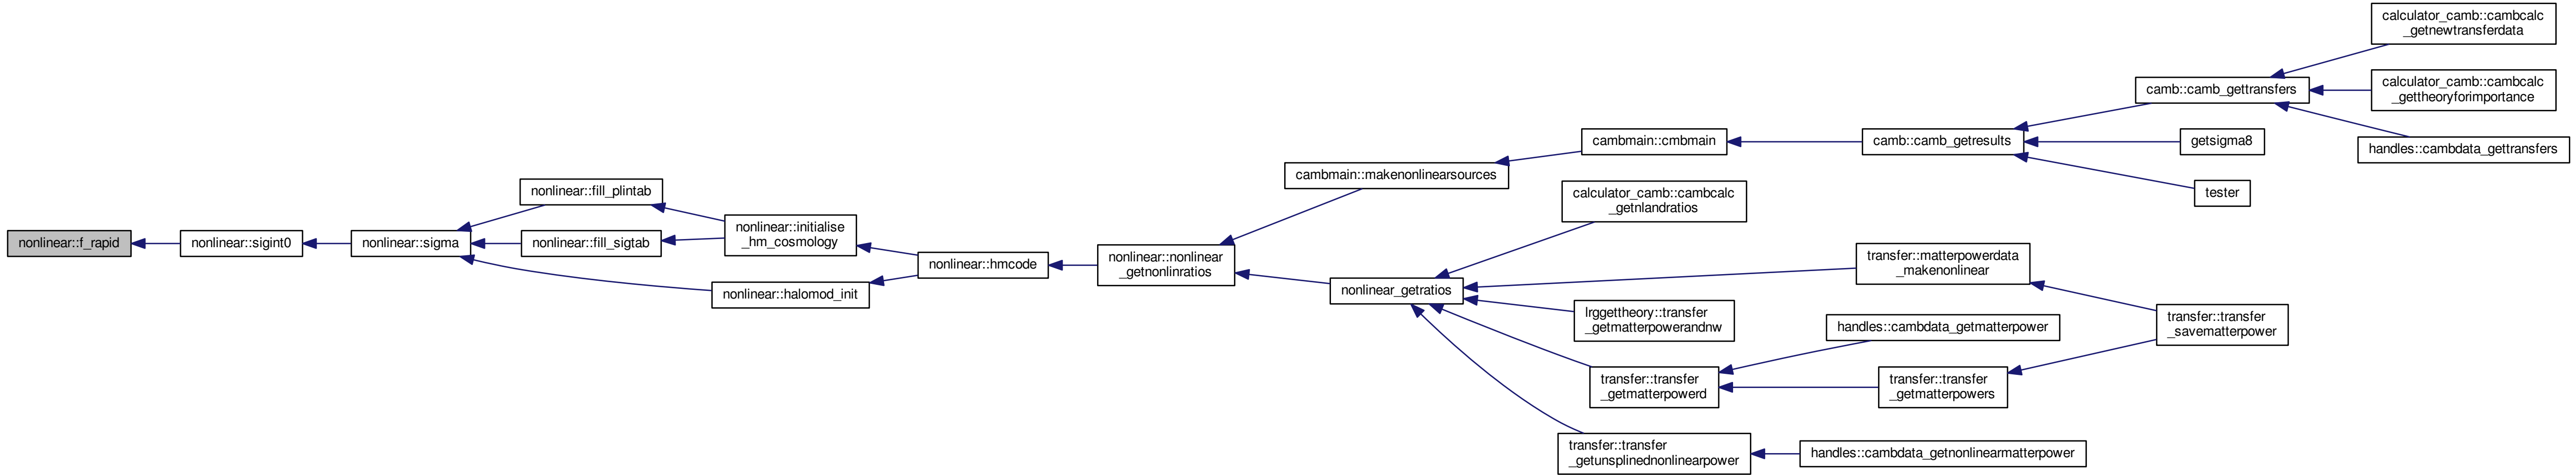 nonlinear::f_rapid
nonlinear::sigint0
nonlinear::sigma
nonlinear::fill_plintab
nonlinear::fill_sigtab
nonlinear::halomod_init
nonlinear::initialise
_hm_cosmology
nonlinear::hmcode
nonlinear::nonlinear
_getnonlinratios
cambmain::makenonlinearsources
nonlinear_getratios
cambmain::cmbmain
calculator_camb::cambcalc
_getnlandratios
transfer::matterpowerdata
_makenonlinear
lrggettheory::transfer
_getmatterpowerandnw
transfer::transfer
_getmatterpowerd
transfer::transfer
_getunsplinednonlinearpower
camb::camb_getresults
handles::cambdata_getmatterpower
transfer::transfer
_getmatterpowers
handles::cambdata_getnonlinearmatterpower
transfer::transfer
_savematterpower
camb::camb_gettransfers
getsigma8
tester
calculator_camb::cambcalc
_getnewtransferdata
calculator_camb::cambcalc
_gettheoryforimportance
handles::cambdata_gettransfers